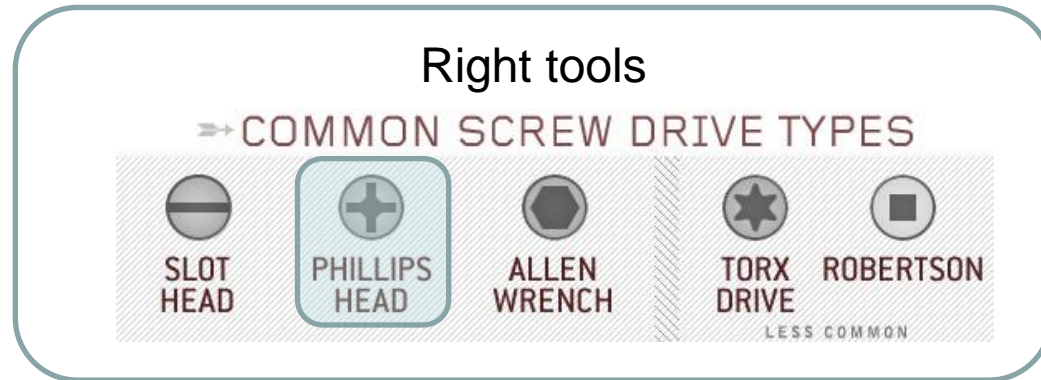 Right tools
COMMON SCREW DRIVE TYPES
SLOT HEAD
PHILLIPS HEAD
ALLEN WRENCH
TORX DRIVE
ROBERTSON
LESS COMMON